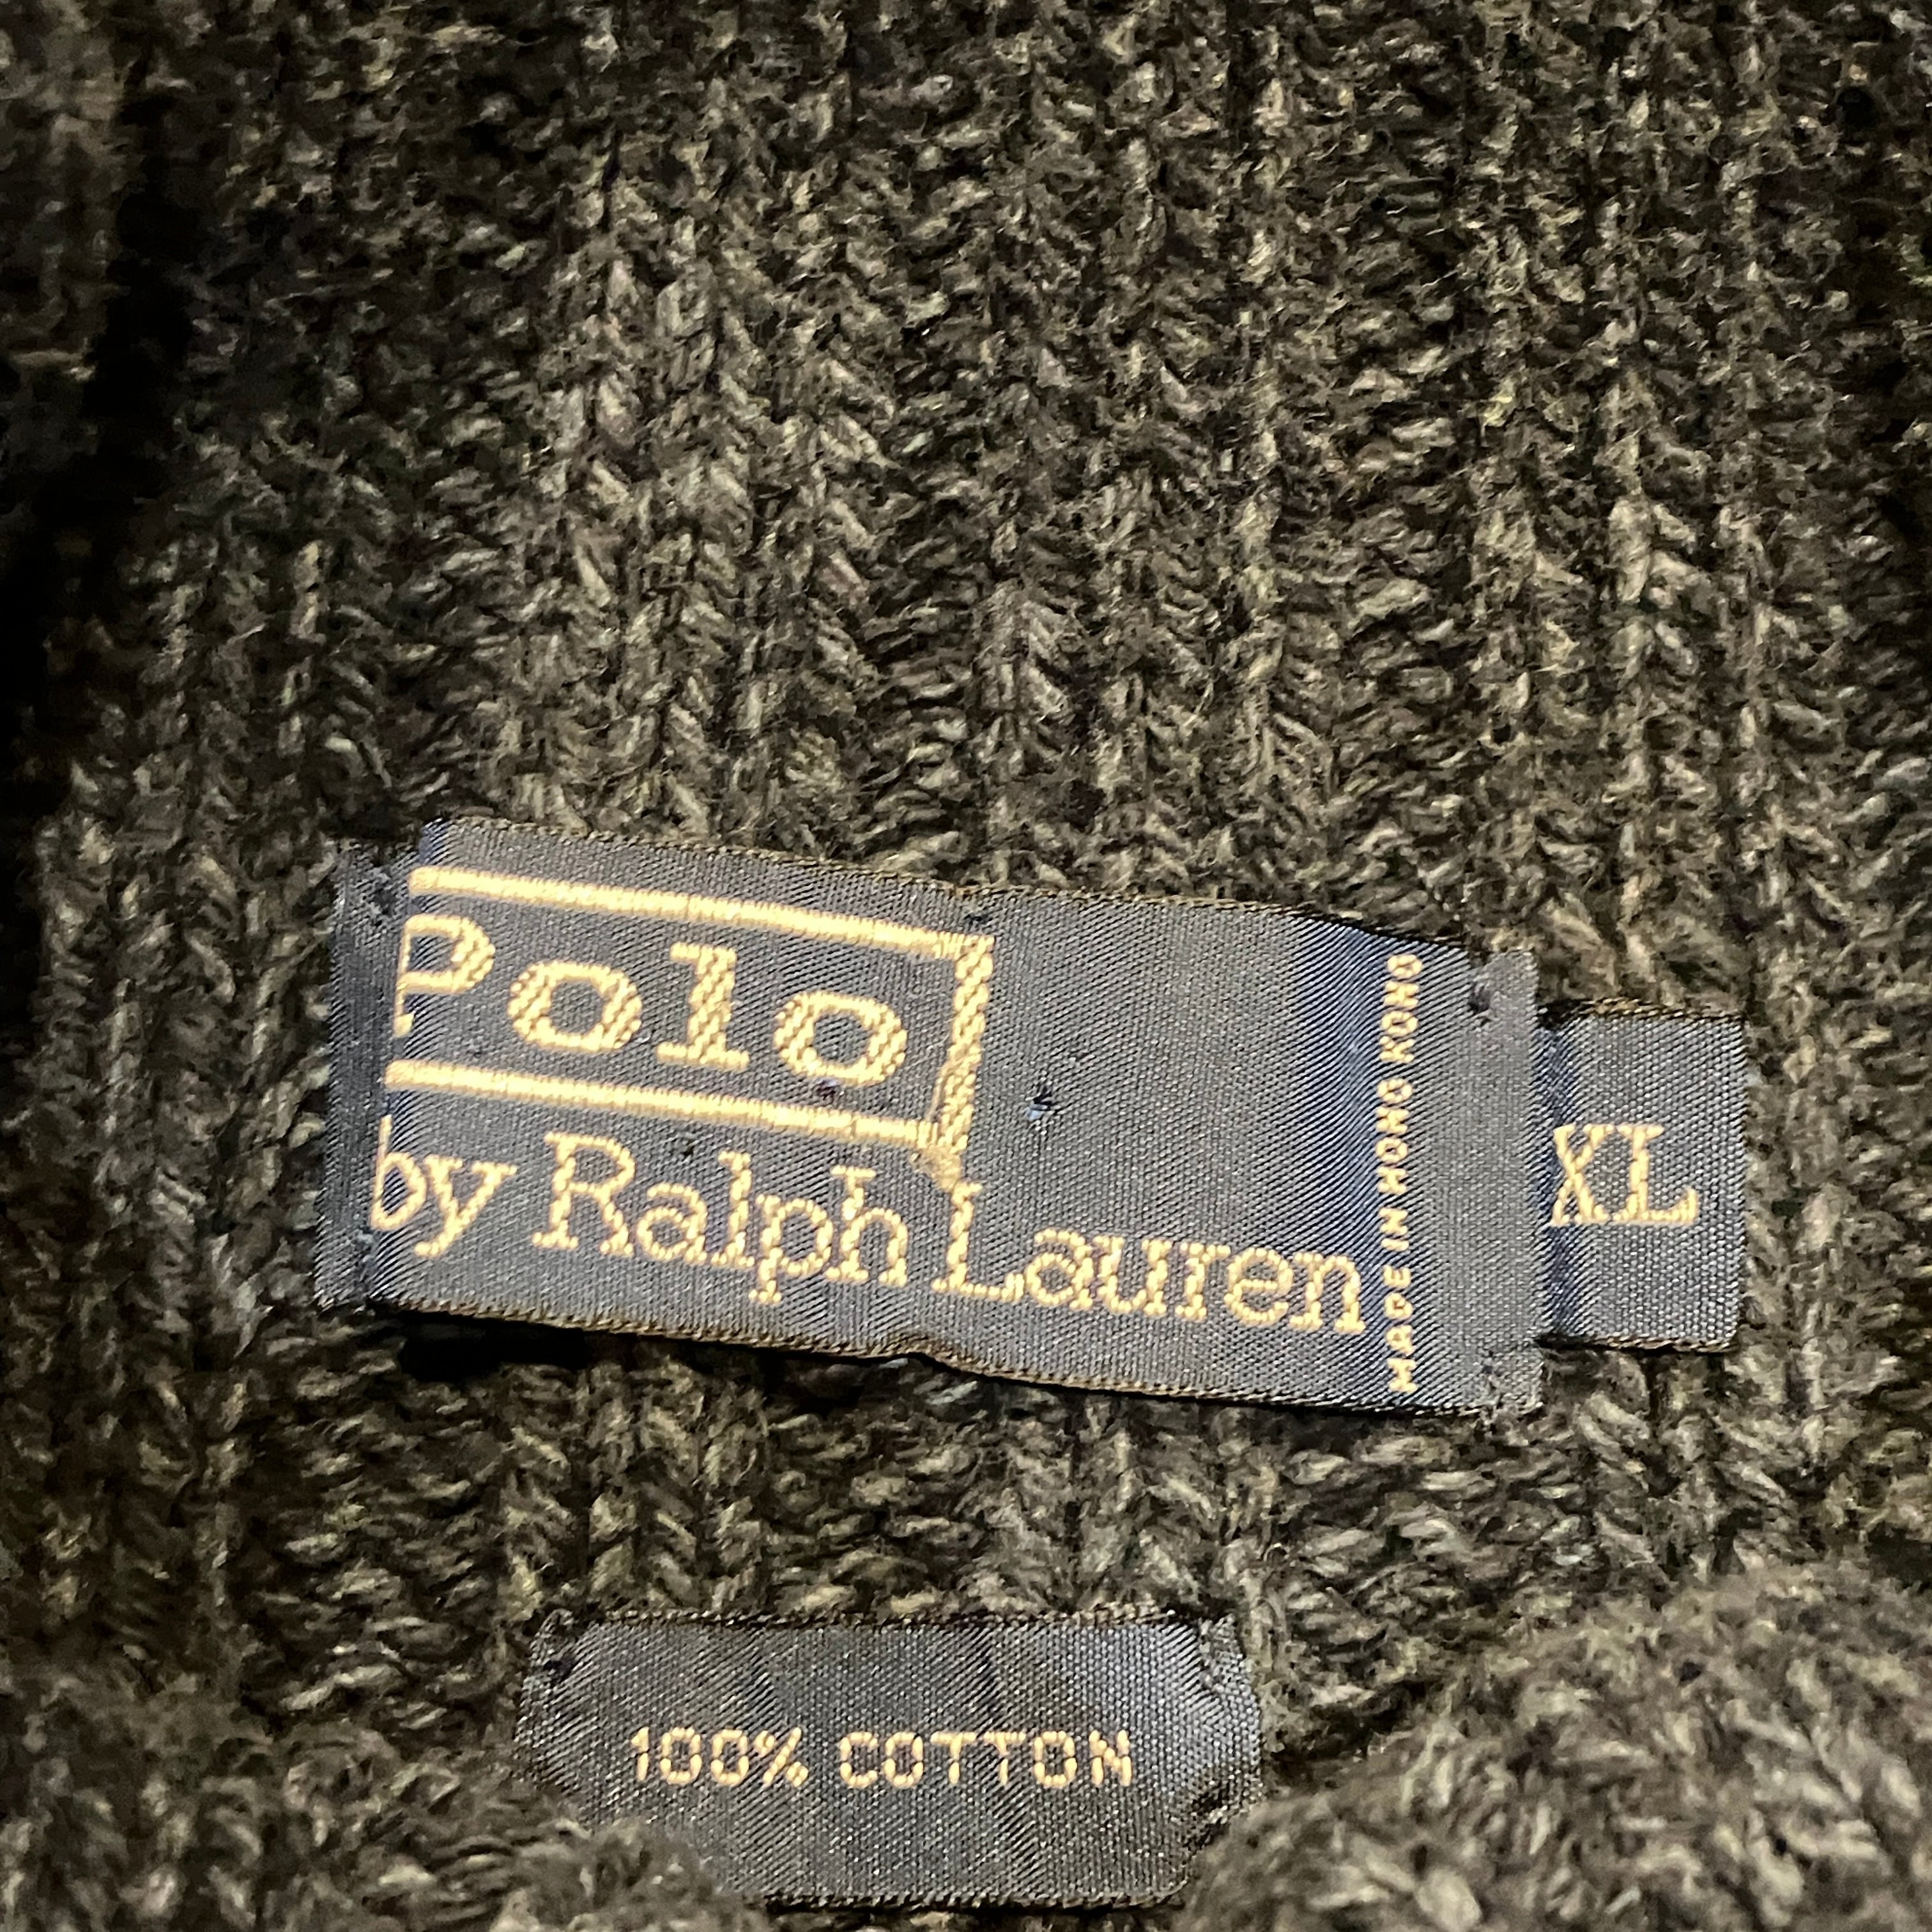 Polo
by Ralph Lauren
MADE IN HONG KONG
XL
100% COTTON